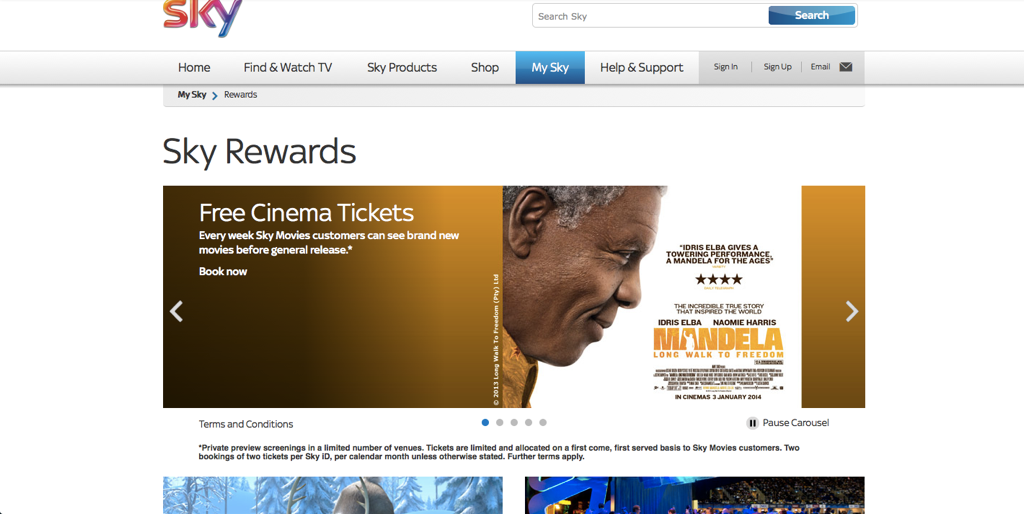 sky
Search Sky
Search
Home
Find & Watch TV
Sky Products
Shop
My Sky
Help & Support
Sign In
Sign Up
Email
My Sky
Rewards
Sky Rewards
Free Cinema Tickets
Every week Sky Movies customers can see brand new
movies before general release.*
Book now
© 2013 Long Walk To Freedom (Pty) Ltd
"IDRIS ELBA GIVES A
TOWERING PERFORMANCE,
A MANDELA FOR THE AGES"
THE INCREDIBLE TRUE STORY
THAT INSPIRED THE WORLD
IDRIS ELBA NAOMIE HARRIS
MANDELA
LONG WALK TO FREEDOM
IN CINEMAS 3 JANUARY 2014
Terms and Conditions
Pause Carousel
*Private preview screenings in a limited number of venues. Tickets are limited and allocated on a first come, first served basis to Sky Movies customers. Two
bookings of two tickets per Sky iD, per calendar month unless otherwise stated. Further terms apply.